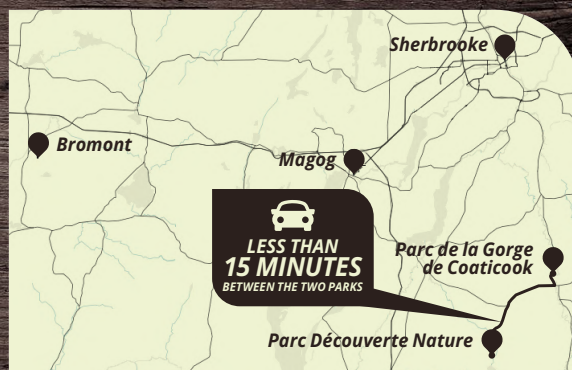 Sherbrooke
Bromont
Magog
LESS THAN
15 MINUTES
BETWEEN THE TWO PARKS
Parc de la Gorge
de Coaticook
Parc Découverte Nature